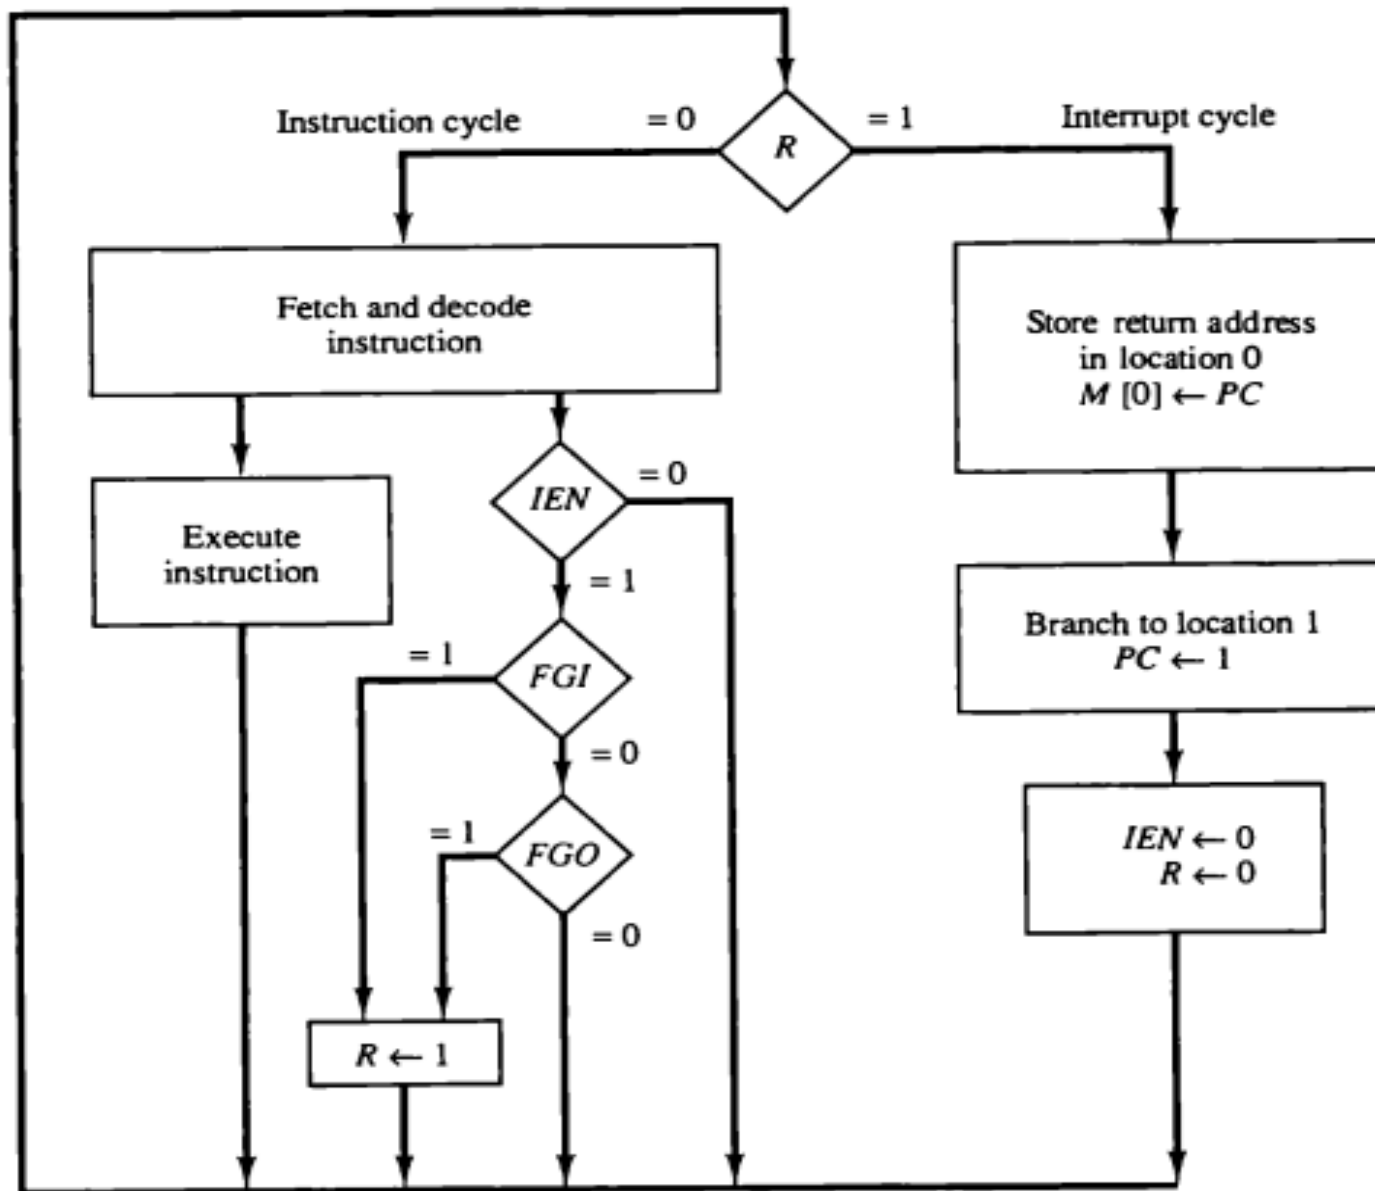 Instruction cycle
= 0
R
= 1
Interrupt cycle
Fetch and decode
instruction
Store return address
in location 0
M [0] ← PC
IEN
= 0
Execute
instruction
= 1
Branch to location 1
PC ← 1
= 1
FGI
= 0
= 1
FGO
IEN ← 0
R ← 0
= 0
R ← 1